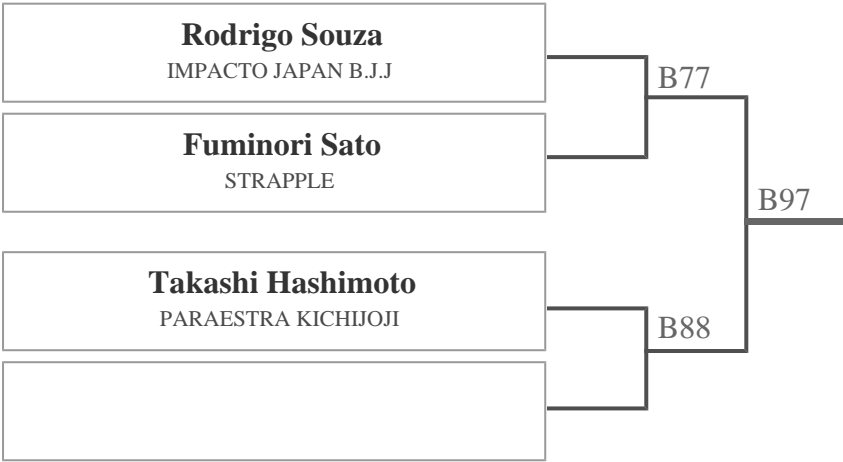 Rodrigo Souza
IMPACTO JAPAN B.J.J
B77
Fuminori Sato
STRAPPLE
B97
Takashi Hashimoto
PARAESTRA KICHIJOJI
B88